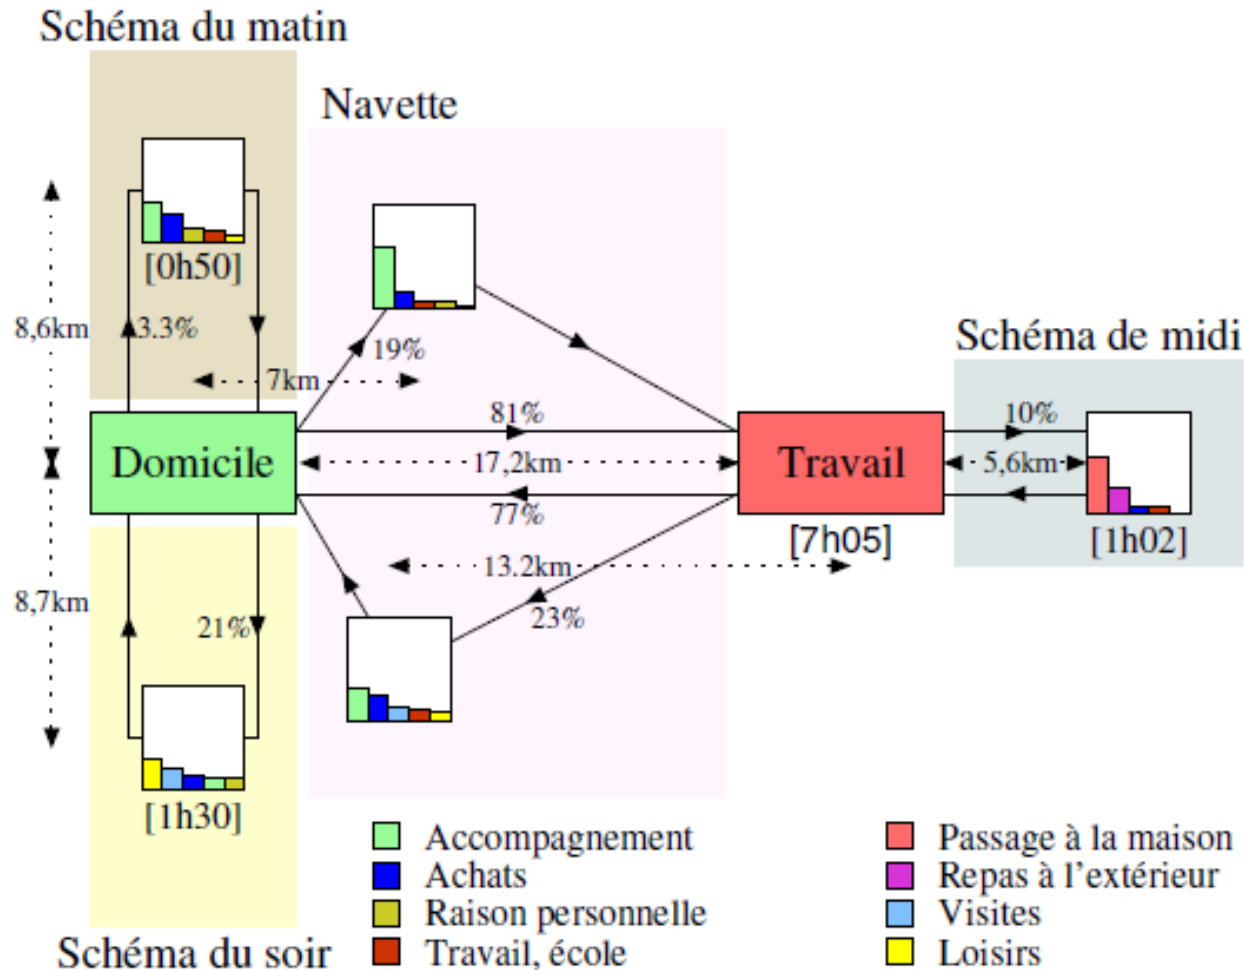 Schéma du matin
Navette
[0h50]
8,6km
3.3%
19%
7km
Schéma de midi
81%
10%
Domicile
17,2km
Travail
5,6km
77%
[7h05]
[1h02]
13.2km
8,7km
21%
23%
[1h30]
Accompagnement
Achats
Raison personnelle
Travail, école
Passage à la maison
Repas à l'extérieur
Visites
Loisirs
Schéma du soir